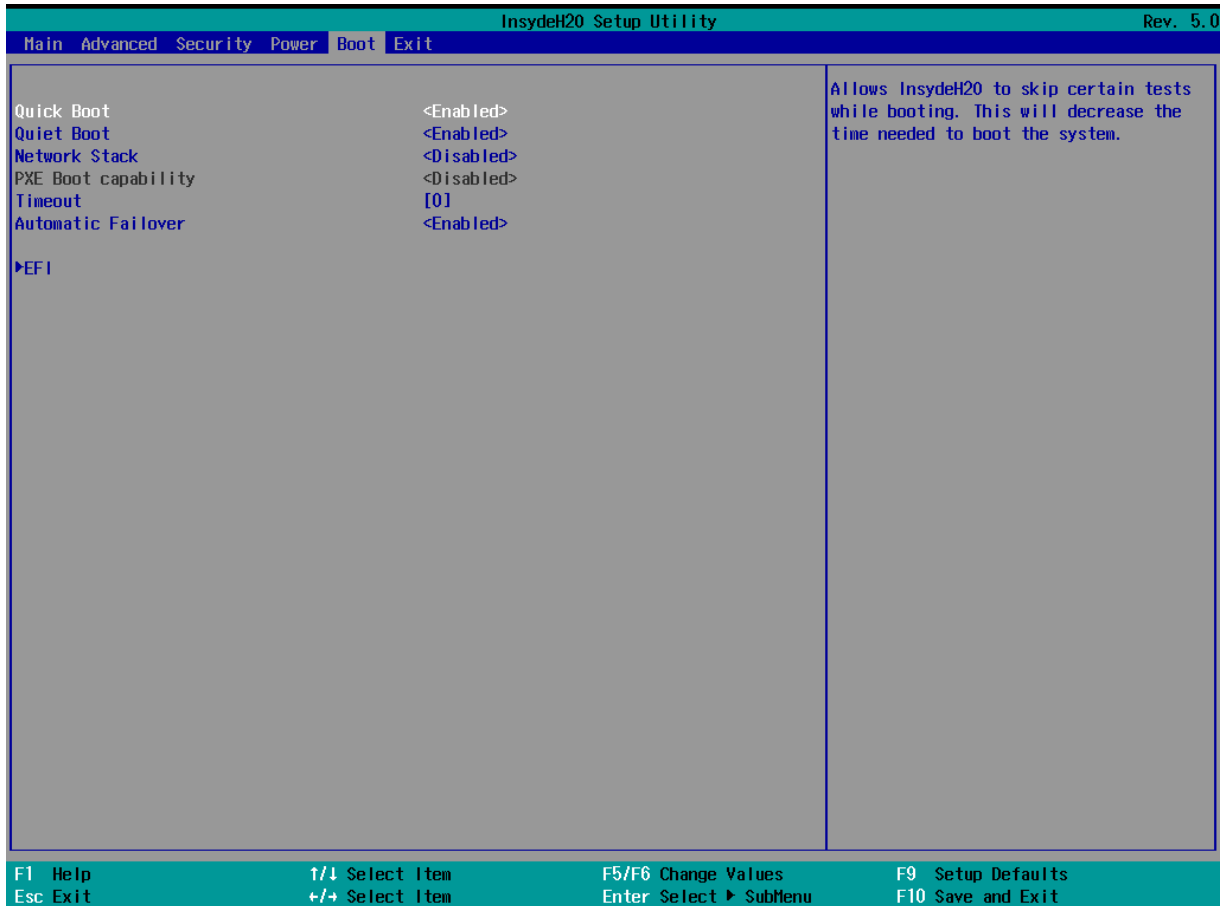 InsydeH20 Setup Utility Rev. 5.0
Main Advanced Security Power Boot Exit
Quick Boot <Enabled>
Quiet Boot <Enabled>
Network Stack <Disabled>
PXE Boot capability <Disabled>
Timeout [0]
Automatic Failover <Enabled>
▶EFI
Allows InsydeH20 to skip certain tests
while booting. This will decrease the
time needed to boot the system.
F1 Help ↑/↓ Select Item F5/F6 Change Values F9 Setup Defaults
Esc Exit ←/→ Select Item Enter Select ▶ SubMenu F10 Save and Exit